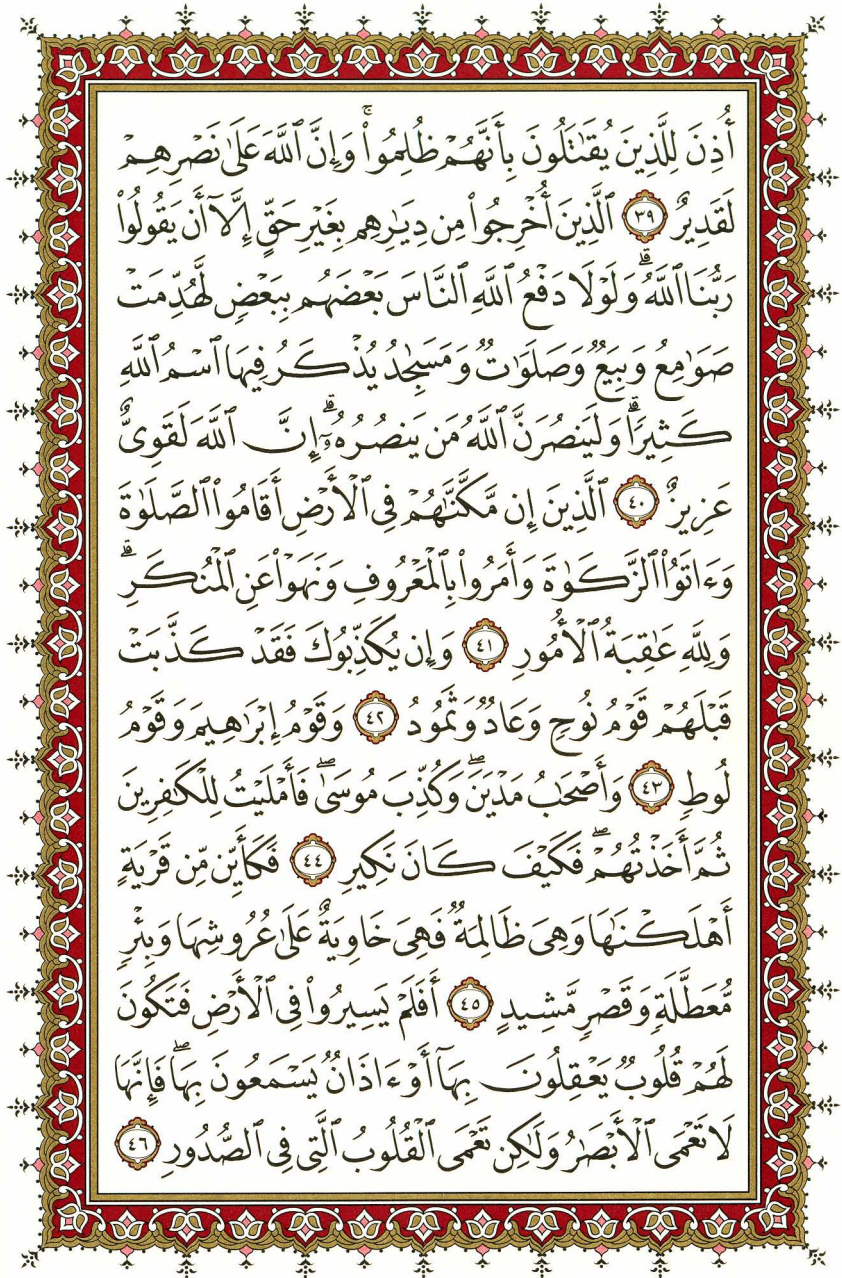 أُذِنَ لِلَّذِينَ يُقَٰتَلُونَ بِأَنَّهُمْ ظُلِمُوا۟ ۚ وَإِنَّ ٱللَّهَ عَلَىٰ نَصْرِهِمْ
لَقَدِيرٌ ٣٩ ٱلَّذِينَ أُخْرِجُوا۟ مِن دِيَٰرِهِم بِغَيْرِ حَقٍّ إِلَّآ أَن يَقُولُوا۟
رَبُّنَا ٱللَّهُ ۗ وَلَوْلَا دَفْعُ ٱللَّهِ ٱلنَّاسَ بَعْضَهُم بِبَعْضٍ لَّهُدِّمَتْ
صَوَٰمِعُ وَبِيَعٌ وَصَلَوَٰتٌ وَمَسَٰجِدُ يُذْكَرُ فِيهَا ٱسْمُ ٱللَّهِ
كَثِيرًا ۗ وَلَيَنصُرَنَّ ٱللَّهُ مَن يَنصُرُهُۥٓ ۗ إِنَّ ٱللَّهَ لَقَوِىٌّ
عَزِيزٌ ٤٠ ٱلَّذِينَ إِن مَّكَّنَّٰهُمْ فِى ٱلْأَرْضِ أَقَامُوا۟ ٱلصَّلَوٰةَ
وَءَاتَوُا۟ ٱلزَّكَوٰةَ وَأَمَرُوا۟ بِٱلْمَعْرُوفِ وَنَهَوْا۟ عَنِ ٱلْمُنكَرِ ۗ
وَلِلَّهِ عَٰقِبَةُ ٱلْأُمُورِ ٤١ وَإِن يُكَذِّبُوكَ فَقَدْ كَذَّبَتْ
قَبْلَهُمْ قَوْمُ نُوحٍ وَعَادٌ وَثَمُودُ ٤٢ وَقَوْمُ إِبْرَٰهِيمَ وَقَوْمُ
لُوطٍ ٤٣ وَأَصْحَٰبُ مَدْيَنَ ۖ وَكُذِّبَ مُوسَىٰ ۖ فَأَمْلَيْتُ لِلْكَٰفِرِينَ
ثُمَّ أَخَذْتُهُمْ ۖ فَكَيْفَ كَانَ نَكِيرِ ٤٤ فَكَأَيِّن مِّن قَرْيَةٍ
أَهْلَكْنَٰهَا وَهِىَ ظَالِمَةٌ فَهِىَ خَاوِيَةٌ عَلَىٰ عُرُوشِهَا وَبِئْرٍ
مُّعَطَّلَةٍ وَقَصْرٍ مَّشِيدٍ ٤٥ أَفَلَمْ يَسِيرُوا۟ فِى ٱلْأَرْضِ فَتَكُونَ
لَهُمْ قُلُوبٌ يَعْقِلُونَ بِهَآ أَوْ ءَاذَانٌ يَسْمَعُونَ بِهَا ۖ فَإِنَّهَا
لَا تَعْمَى ٱلْأَبْصَٰرُ وَلَٰكِن تَعْمَى ٱلْقُلُوبُ ٱلَّتِى فِى ٱلصُّدُورِ ٤٦